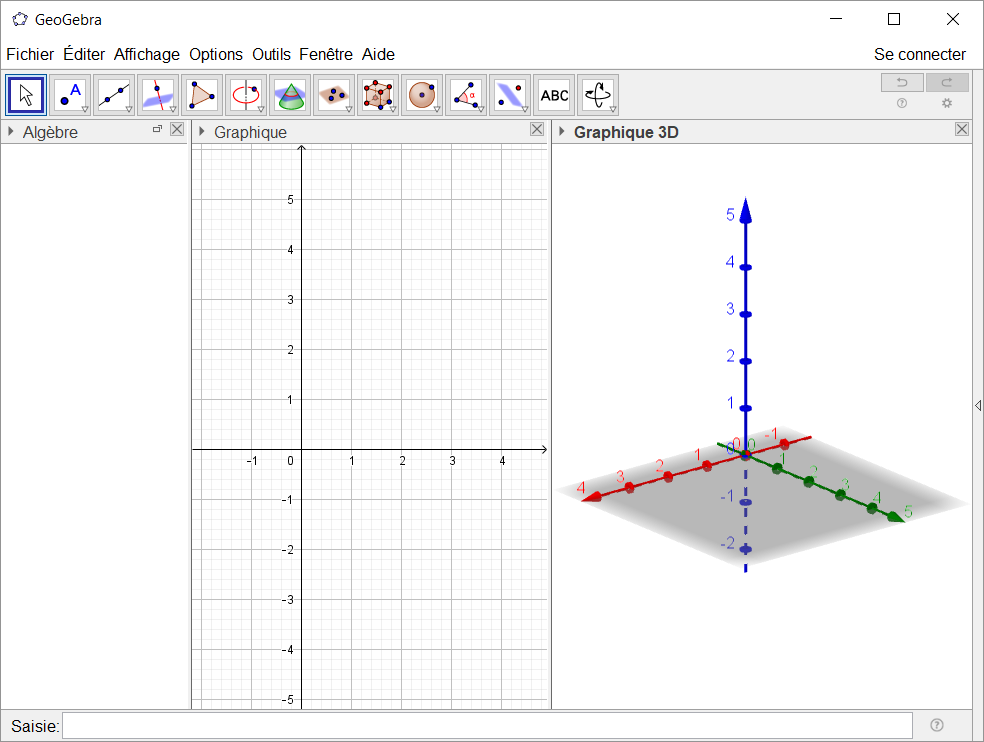 GeoGebra
Fichier Éditer Affichage Options Outils Fenêtre Aide Se connecter
A ABC
Algèbre
Graphique
5
4
3
2
1
-1 0 1 2 3 4
-1
-2
-3
-4
-5
Graphique 3D
5
4
3
2
1
0 0 0 -1
4 3 2 1
1 2 3 4 5
-1
-2
Saisie: